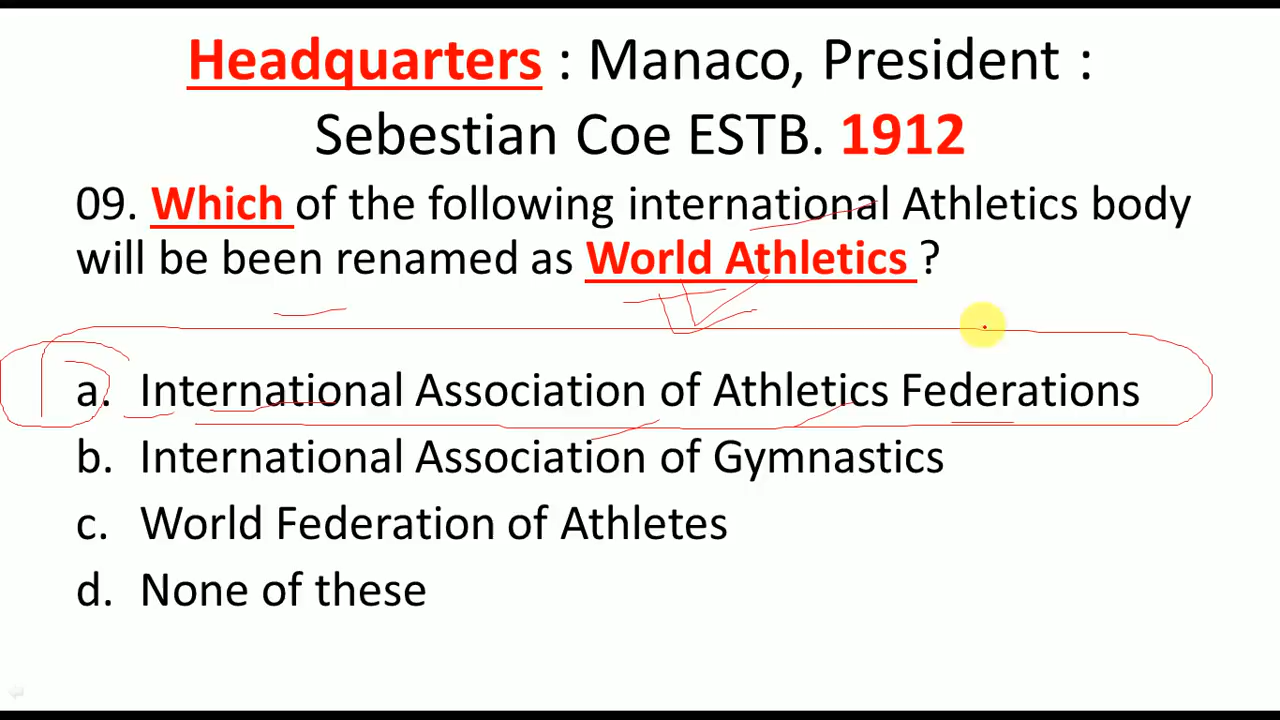 Headquarters : Manaco, President :
Sebestian Coe ESTB. 1912
09. Which of the following international Athletics body
will be been renamed as World Athletics ?
a. International Association of Athletics Federations
b. International Association of Gymnastics
c. World Federation of Athletes
d. None of these